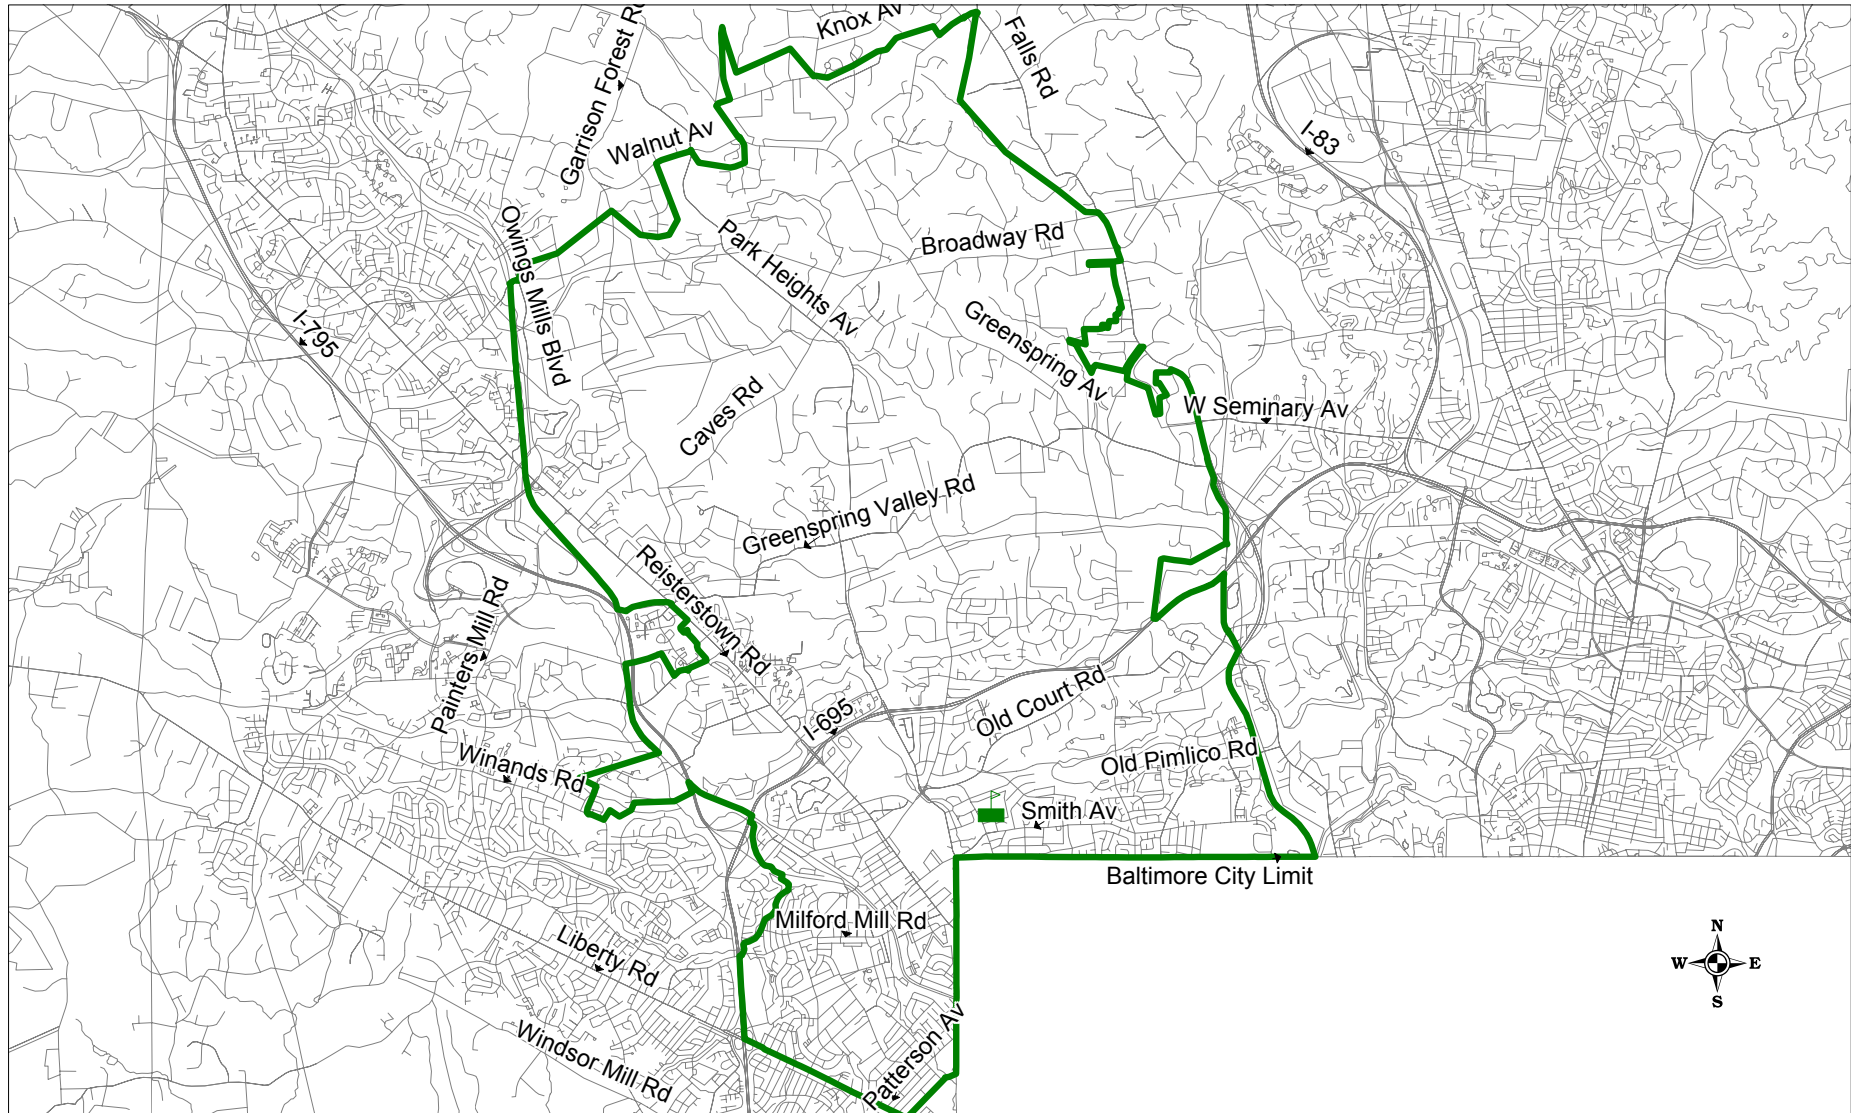 Knox Av
Garrison Forest Rd
Falls Rd
I-83
Walnut Av
Owings Mills Blvd
Park Heights Av
Broadway Rd
I-795
Greenspring Av
Caves Rd
W Seminary Av
Greenspring Valley Rd
Reisterstown Rd
Painters Mill Rd
Old Court Rd
I-695
Winands Rd
Old Pimlico Rd
Smith Av
Baltimore City Limit
Milford Mill Rd
Liberty Rd
Windsor Mill Rd
Patterson Av
N
W
E
S